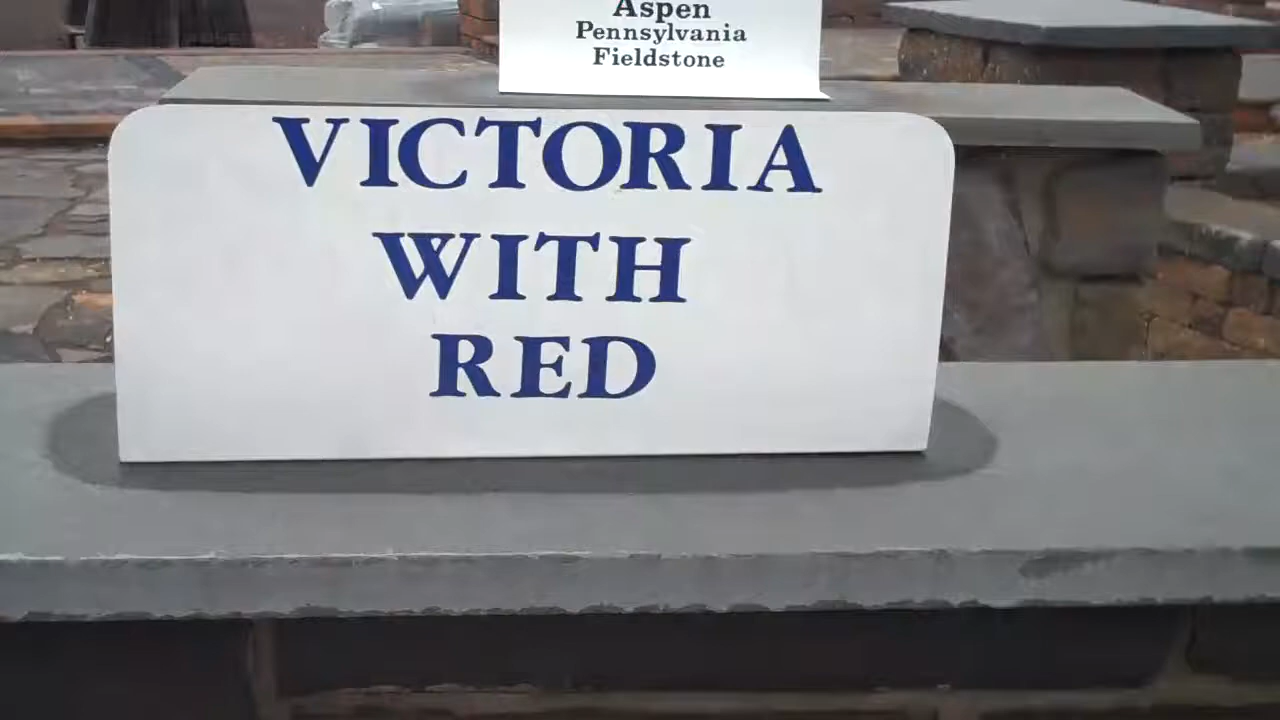 Aspen
Pennsylvania
Fieldstone
VICTORIA
WITH
RED